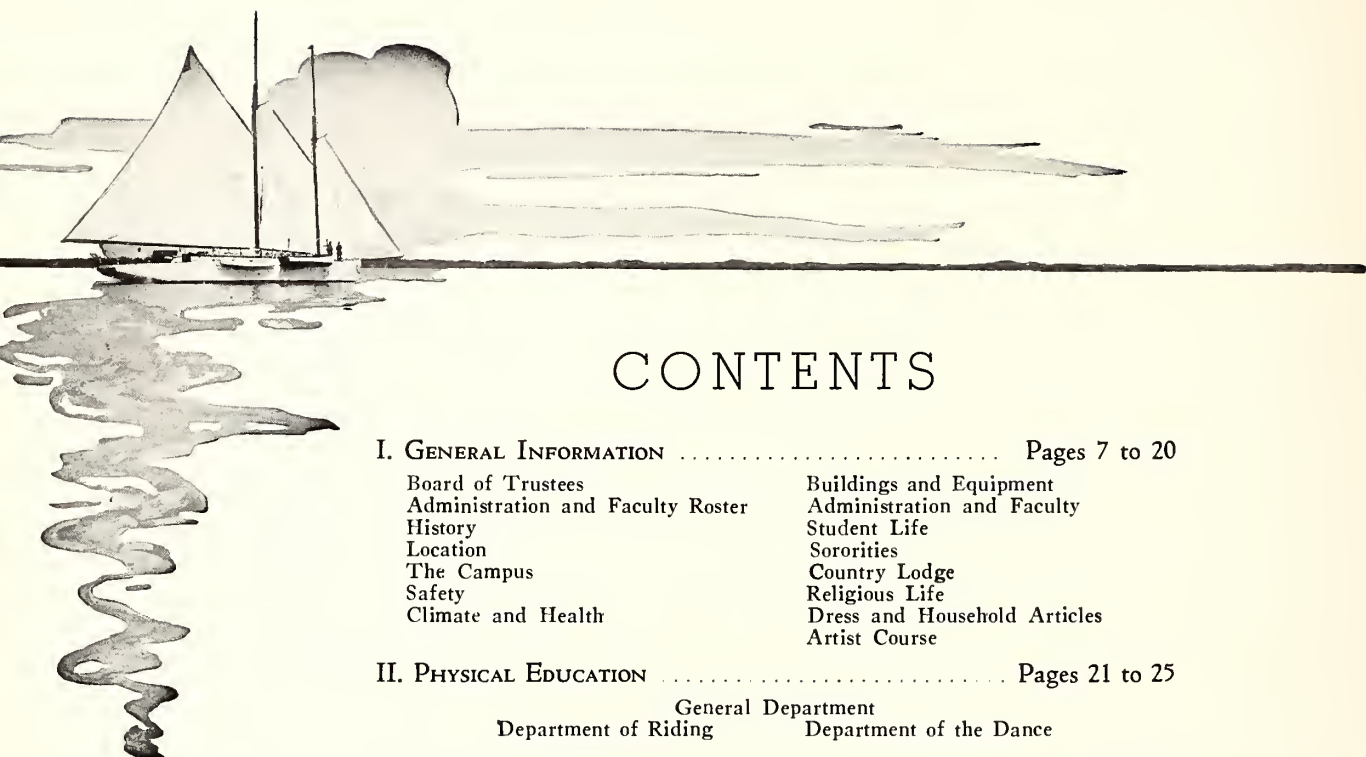 CONTENTS
I. GENERAL INFORMATION .......................... Pages 7 to 20
Board of Trustees
Administration and Faculty Roster
History
Location
The Campus
Safety
Climate and Health
Buildings and Equipment
Administration and Faculty
Student Life
Sororities
Country Lodge
Religious Life
Dress and Household Articles
Artist Course
II. PHYSICAL EDUCATION ............................ Pages 21 to 25
General Department
Department of Riding Department of the Dance